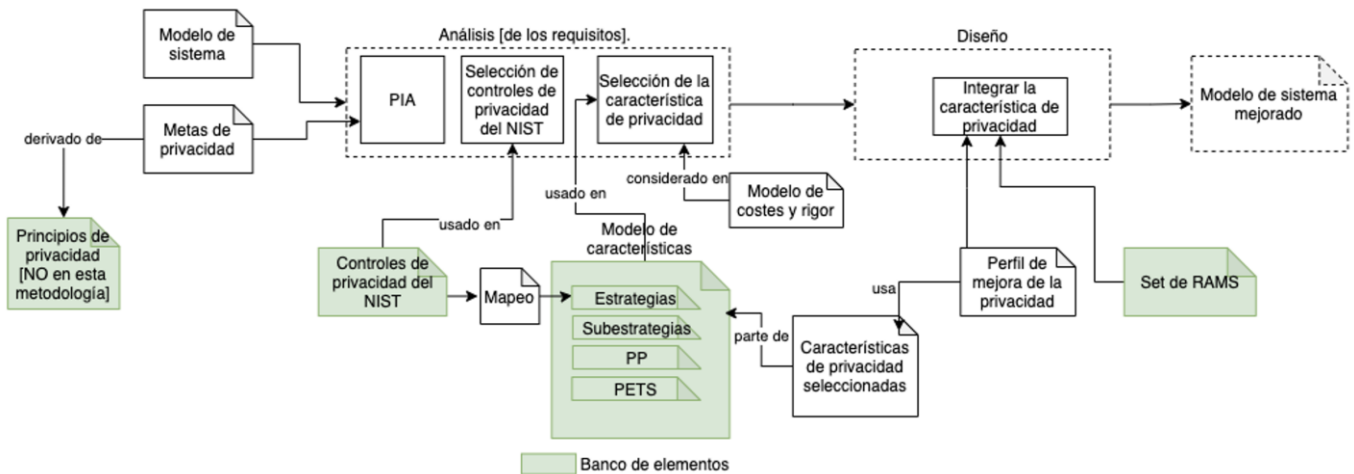 Modelo de
sistema
Análisis [de los requisitos].
Diseño
PIA
Selección de
controles de
privacidad
del NIST
Selección de la
característica
de privacidad
Integrar la
característica de
privacidad
Modelo de sistema
mejorado
derivado de
Metas de
privacidad
considerado en
usado en
Modelo de
costes y rigor
Principios de
privacidad
[NO en esta
metodología]
usado en
Modelo de
características
Controles de
privacidad del
NIST
Mapeo
Estrategias
Subestrategias
PP
PETS
parte de
Características
de privacidad
seleccionadas
usa
Perfil de
mejora de la
privacidad
Set de RAMS
Banco de elementos